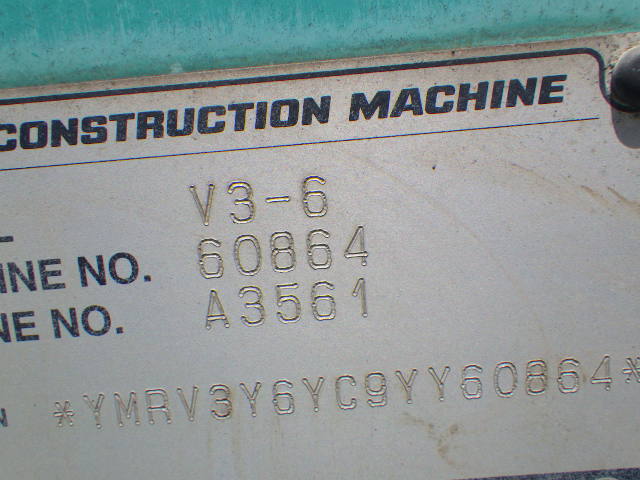 CONSTRUCTION MACHINE
V3-6
INE NO. 60864
NE NO. A3561
N *YMRV3Y6YC9YY60864*